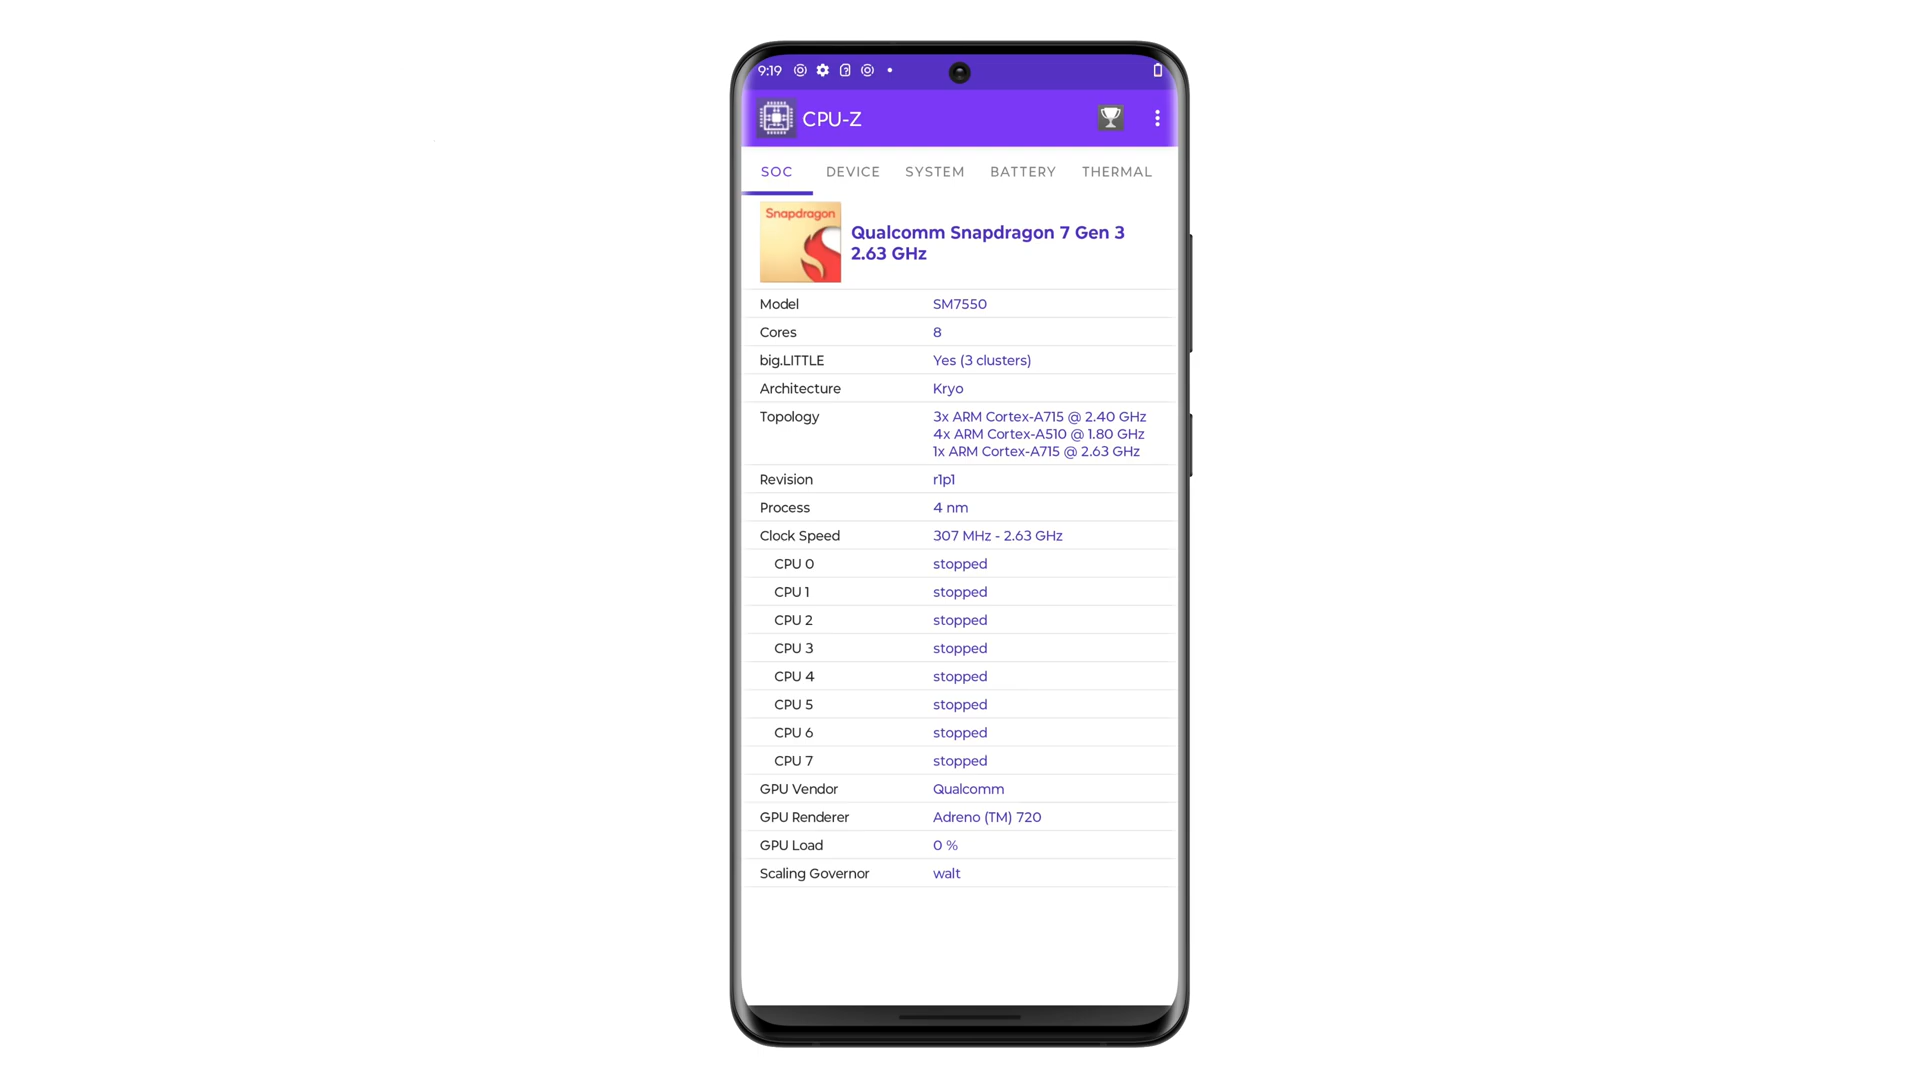 9:19
CPU-Z
SOC DEVICE SYSTEM BATTERY THERMAL
Snapdragon
Qualcomm Snapdragon 7 Gen 3
2.63 GHz
Model SM7550
Cores 8
big.LITTLE Yes (3 clusters)
Architecture Kryo
Topology 3x ARM Cortex-A715 @ 2.40 GHz
4x ARM Cortex-A510 @ 1.80 GHz
1x ARM Cortex-A715 @ 2.63 GHz
Revision r1p1
Process 4 nm
Clock Speed 307 MHz - 2.63 GHz
CPU 0 stopped
CPU 1 stopped
CPU 2 stopped
CPU 3 stopped
CPU 4 stopped
CPU 5 stopped
CPU 6 stopped
CPU 7 stopped
GPU Vendor Qualcomm
GPU Renderer Adreno (TM) 720
GPU Load 0 %
Scaling Governor walt